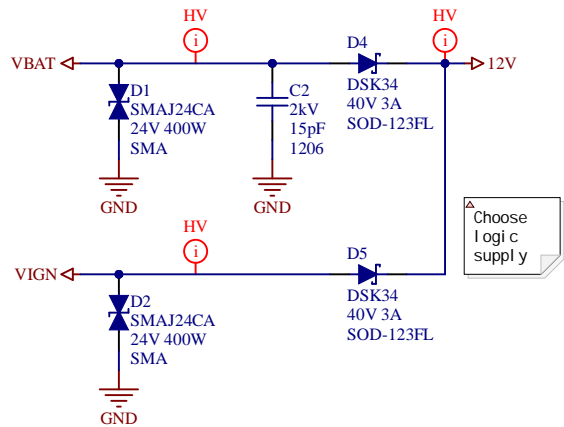 HV
HV
VBAT
D4
12V
D1
SMAJ24CA
24V 400W
SMA
C2
2kV
15pF
1206
DSK34
40V 3A
SOD-123FL
GND
GND
HV
Choose
logic
supply
VIGN
D5
D2
SMAJ24CA
24V 400W
SMA
DSK34
40V 3A
SOD-123FL
GND